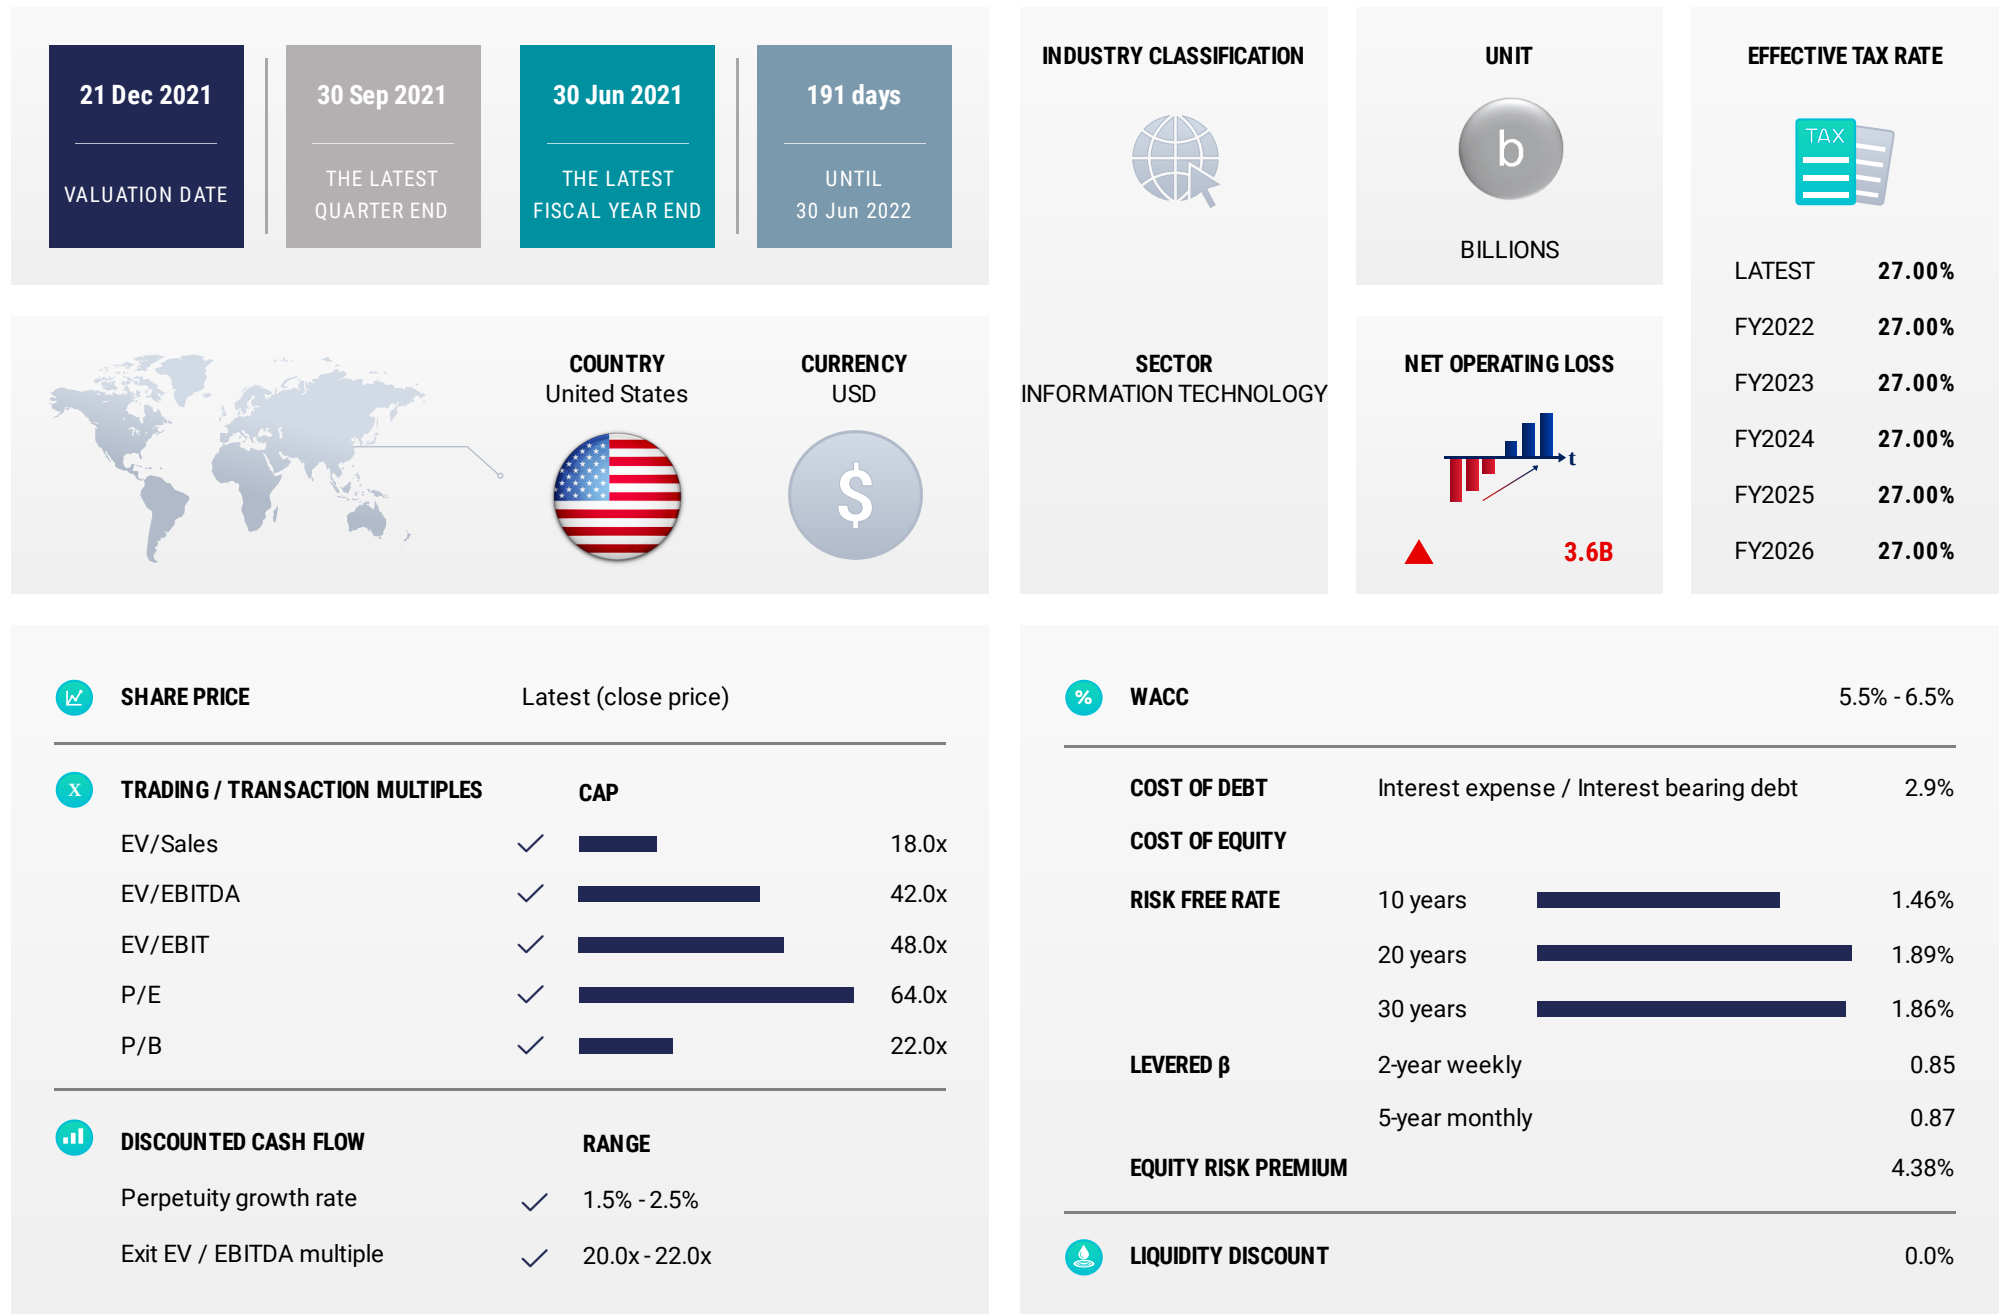 21 Dec 2021
VALUATION DATE
30 Sep 2021
THE LATEST
QUARTER END
30 Jun 2021
THE LATEST
FISCAL YEAR END
191 days
UNTIL
30 Jun 2022
INDUSTRY CLASSIFICATION
SECTOR
INFORMATION TECHNOLOGY
UNIT
b
BILLIONS
EFFECTIVE TAX RATE
TAX
LATEST 27.00%
FY2022 27.00%
FY2023 27.00%
FY2024 27.00%
FY2025 27.00%
FY2026 27.00%
COUNTRY
United States
CURRENCY
USD
$
NET OPERATING LOSS
t
3.6B
SHARE PRICE Latest (close price)
X TRADING / TRANSACTION MULTIPLES CAP
EV/Sales 18.0x
EV/EBITDA 42.0x
EV/EBIT 48.0x
P/E 64.0x
P/B 22.0x
DISCOUNTED CASH FLOW RANGE
Perpetuity growth rate 1.5% - 2.5%
Exit EV / EBITDA multiple 20.0x - 22.0x
% WACC 5.5% - 6.5%
COST OF DEBT Interest expense / Interest bearing debt 2.9%
COST OF EQUITY
RISK FREE RATE 10 years 1.46%
20 years 1.89%
30 years 1.86%
LEVERED β 2-year weekly 0.85
5-year monthly 0.87
EQUITY RISK PREMIUM 4.38%
LIQUIDITY DISCOUNT 0.0%